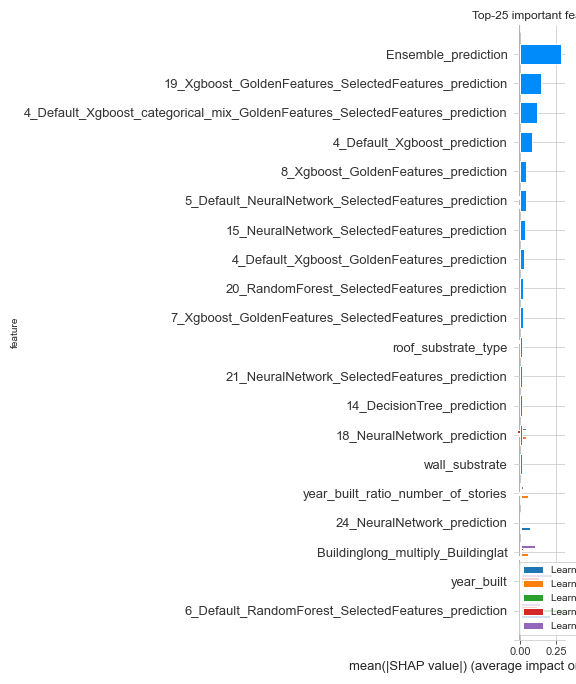 Top-25 important fea
Ensemble_prediction
19_Xgboost_GoldenFeatures_SelectedFeatures_prediction
4_Default_Xgboost_categorical_mix_GoldenFeatures_SelectedFeatures_prediction
4_Default_Xgboost_prediction
8_Xgboost_GoldenFeatures_prediction
5_Default_NeuralNetwork_SelectedFeatures_prediction
15_NeuralNetwork_SelectedFeatures_prediction
4_Default_Xgboost_GoldenFeatures_prediction
20_RandomForest_SelectedFeatures_prediction
7_Xgboost_GoldenFeatures_SelectedFeatures_prediction
roof_substrate_type
21_NeuralNetwork_SelectedFeatures_prediction
14_DecisionTree_prediction
18_NeuralNetwork_prediction
wall_substrate
year_built_ratio_number_of_stories
24_NeuralNetwork_prediction
Buildinglong_multiply_Buildinglat
year_built
6_Default_RandomForest_SelectedFeatures_prediction
feature
Learn
Learn
Learn
Learn
Learn
0.00 0.25
mean(|SHAP value|) (average impact o